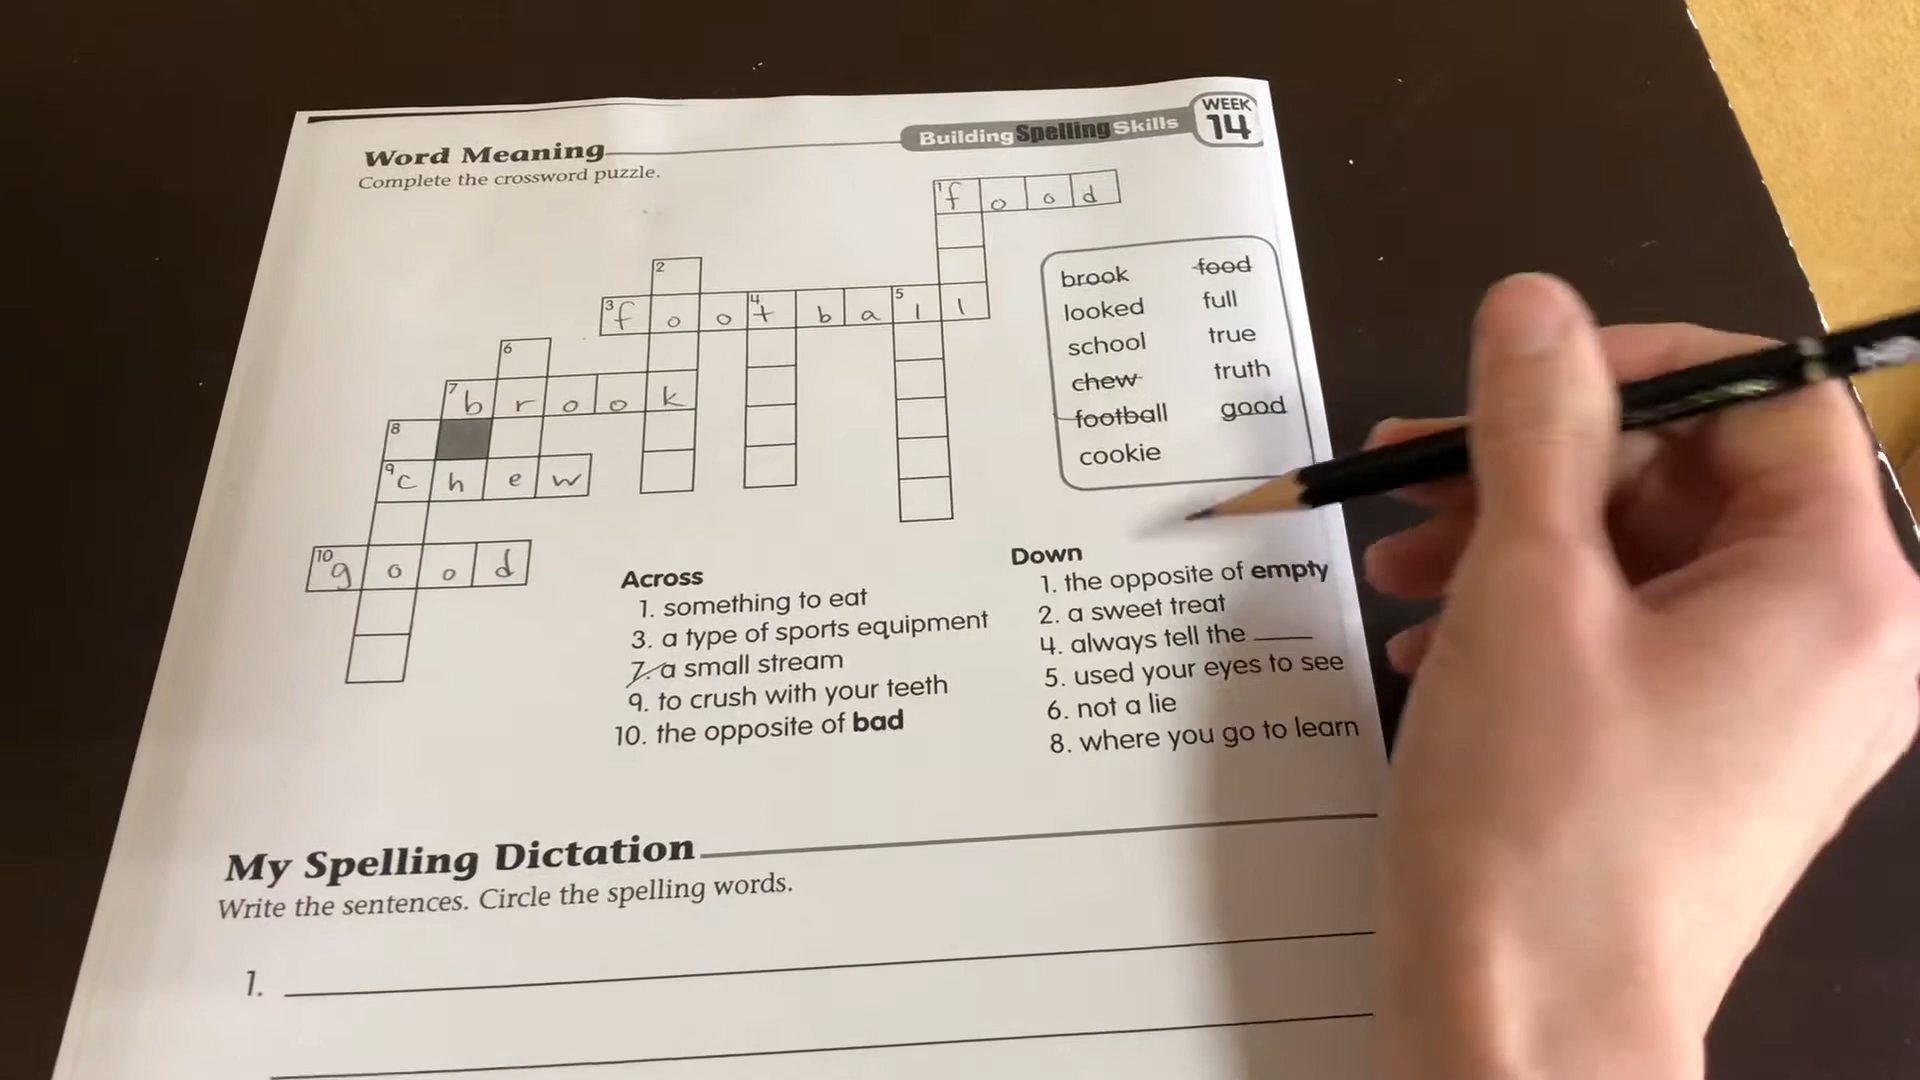 Building Spelling Skills
WEEK
14
Word Meaning
Complete the crossword puzzle.
1 f o o d
2
3 f o o 4 t b a 5 l l
6
7 b r o o k
8
9 c h e w
10 g o o d
brook food
looked full
school true
chew truth
football good
cookie
Across
1. something to eat
3. a type of sports equipment
7. a small stream
9. to crush with your teeth
10. the opposite of bad
Down
1. the opposite of empty
2. a sweet treat
4. always tell the ____
5. used your eyes to see
6. not a lie
8. where you go to learn
My Spelling Dictation
Write the sentences. Circle the spelling words.
1.